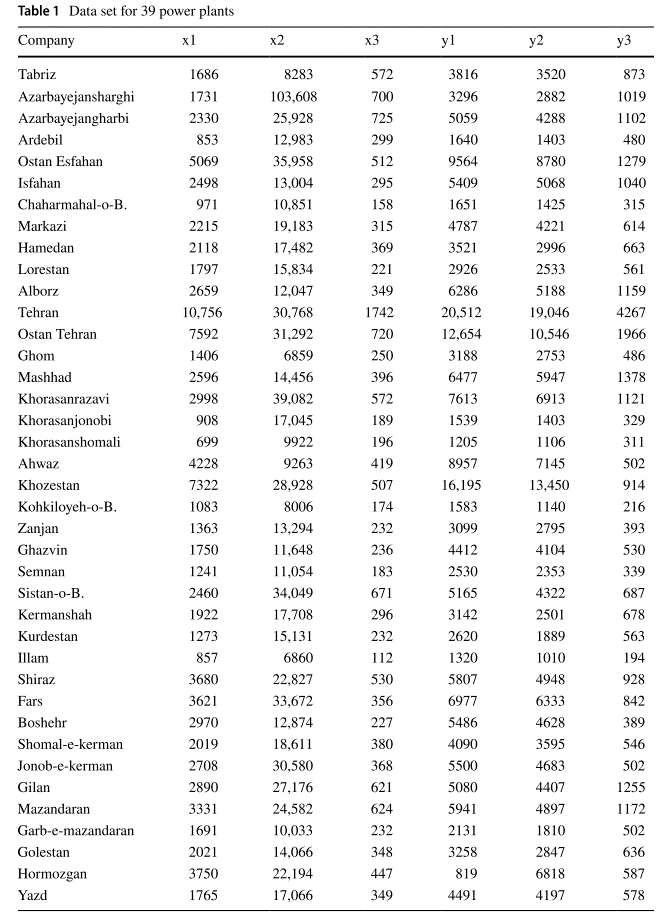 Table 1 Data set for 39 power plants
Company x1 x2 x3 y1 y2 y3
Tabriz 1686 8283 572 3816 3520 873
Azarbayejansharghi 1731 103,608 700 3296 2882 1019
Azarbayejangharbi 2330 25,928 725 5059 4288 1102
Ardebil 853 12,983 299 1640 1403 480
Ostan Esfahan 5069 35,958 512 9564 8780 1279
Isfahan 2498 13,004 295 5409 5068 1040
Chaharmahal-o-B. 971 10,851 158 1651 1425 315
Markazi 2215 19,183 315 4787 4221 614
Hamedan 2118 17,482 369 3521 2996 663
Lorestan 1797 15,834 221 2926 2533 561
Alborz 2659 12,047 349 6286 5188 1159
Tehran 10,756 30,768 1742 20,512 19,046 4267
Ostan Tehran 7592 31,292 720 12,654 10,546 1966
Ghom 1406 6859 250 3188 2753 486
Mashhad 2596 14,456 396 6477 5947 1378
Khorasanrazavi 2998 39,082 572 7613 6913 1121
Khorasanjonobi 908 17,045 189 1539 1403 329
Khorasanshomali 699 9922 196 1205 1106 311
Ahwaz 4228 9263 419 8957 7145 502
Khozestan 7322 28,928 507 16,195 13,450 914
Kohkiloyeh-o-B. 1083 8006 174 1583 1140 216
Zanjan 1363 13,294 232 3099 2795 393
Ghazvin 1750 11,648 236 4412 4104 530
Semnan 1241 11,054 183 2530 2353 339
Sistan-o-B. 2460 34,049 671 5165 4322 687
Kermanshah 1922 17,708 296 3142 2501 678
Kurdestan 1273 15,131 232 2620 1889 563
Illam 857 6860 112 1320 1010 194
Shiraz 3680 22,827 530 5807 4948 928
Fars 3621 33,672 356 6977 6333 842
Boshehr 2970 12,874 227 5486 4628 389
Shomal-e-kerman 2019 18,611 380 4090 3595 546
Jonob-e-kerman 2708 30,580 368 5500 4683 502
Gilan 2890 27,176 621 5080 4407 1255
Mazandaran 3331 24,582 624 5941 4897 1172
Garb-e-mazandaran 1691 10,033 232 2131 1810 502
Golestan 2021 14,066 348 3258 2847 636
Hormozgan 3750 22,194 447 819 6818 587
Yazd 1765 17,066 349 4491 4197 578